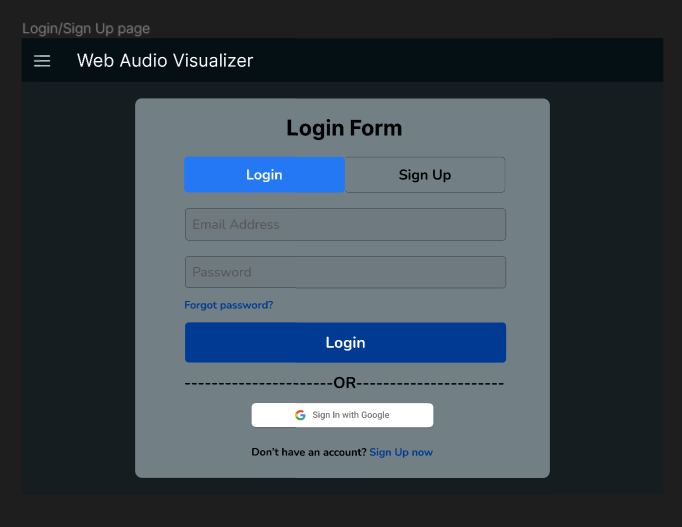 Login/Sign Up page
Web Audio Visualizer
Login Form
Login Sign Up
Email Address
Password
Forgot password?
Login
----------------------OR----------------------
Sign In with Google
Don't have an account? Sign Up now